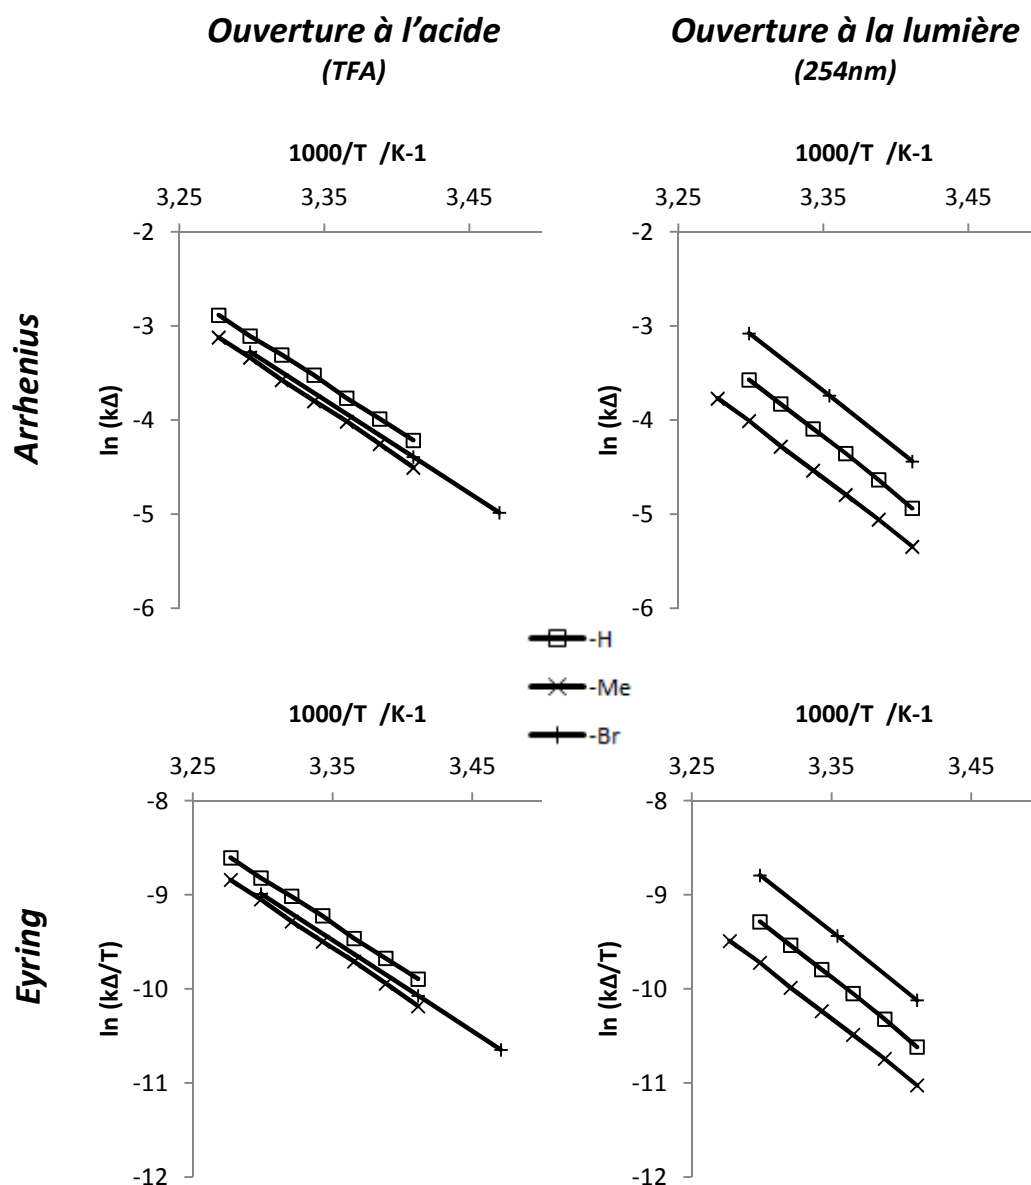 Ouverture à l'acide
(TFA)
Ouverture à la lumière
(254nm)
Arrhenius
1000/T /K-1
3,25 3,35 3,45
-2
-3
-4
-5
-6
ln (kΔ)
1000/T /K-1
3,25 3,35 3,45
-2
-3
-4
-5
-6
ln (kΔ)
-H
-Me
-Br
Eyring
1000/T /K-1
3,25 3,35 3,45
-8
-9
-10
-11
-12
ln (kΔ/T)
1000/T /K-1
3,25 3,35 3,45
-8
-9
-10
-11
-12
ln (kΔ/T)